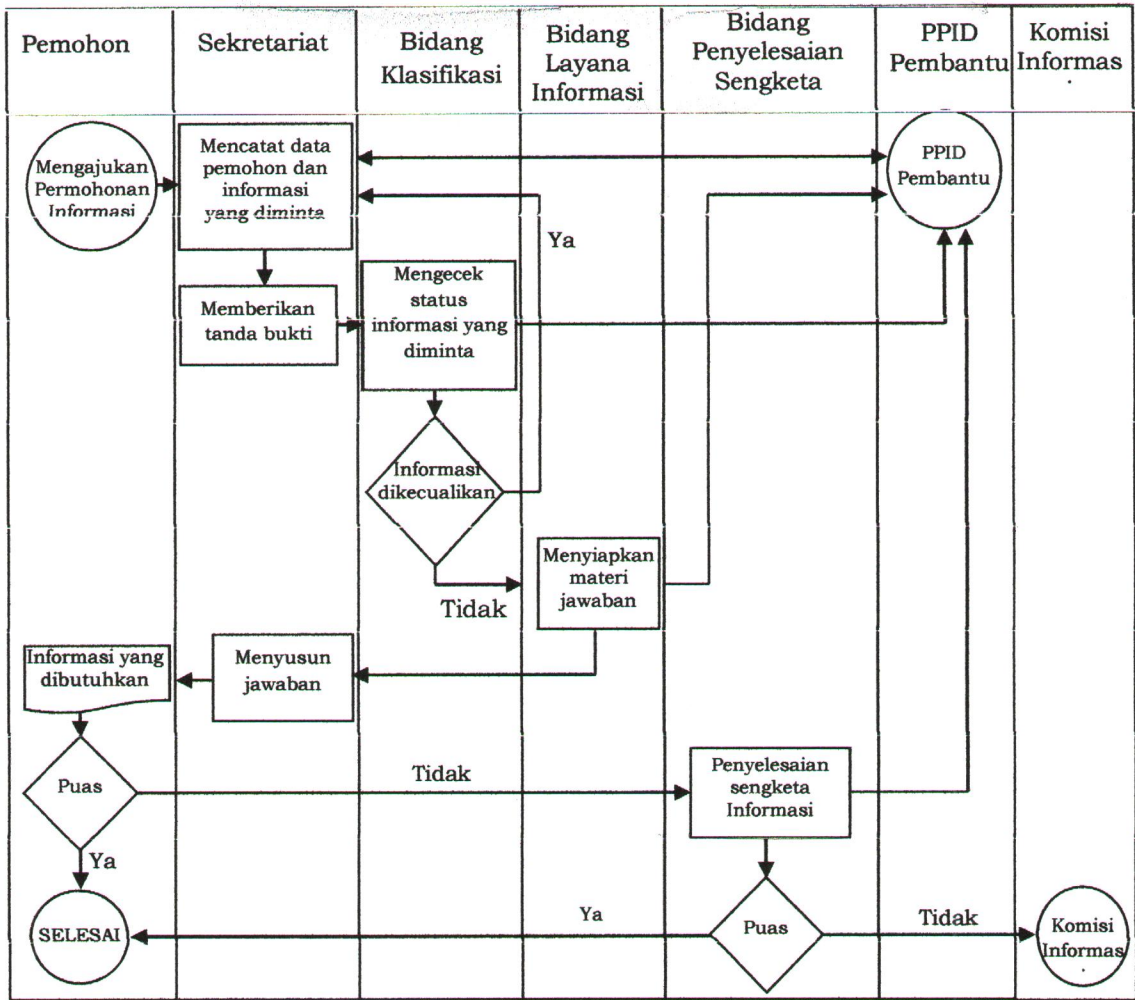 Pemohon
Sekretariat
Bidang
Klasifikasi
Bidang
Layana
Informasi
Bidang
Penyelesaian
Sengketa
PPID
Pembantu
Komisi
Informas
Mengajukan
Permohonan
Informasi
Mencatat data
pemohon dan
informasi
yang diminta
PPID
Pembantu
Ya
Memberikan
tanda bukti
Mengecek
status
informasi yang
diminta
Informasi
dikecualikan
Tidak
Menyiapkan
materi
jawaban
Informasi yang
dibutuhkan
Menyusun
jawaban
Puas
Tidak
Penyelesaian
sengketa
Informasi
Ya
SELESAI
Ya
Puas
Tidak
Komisi
Informas